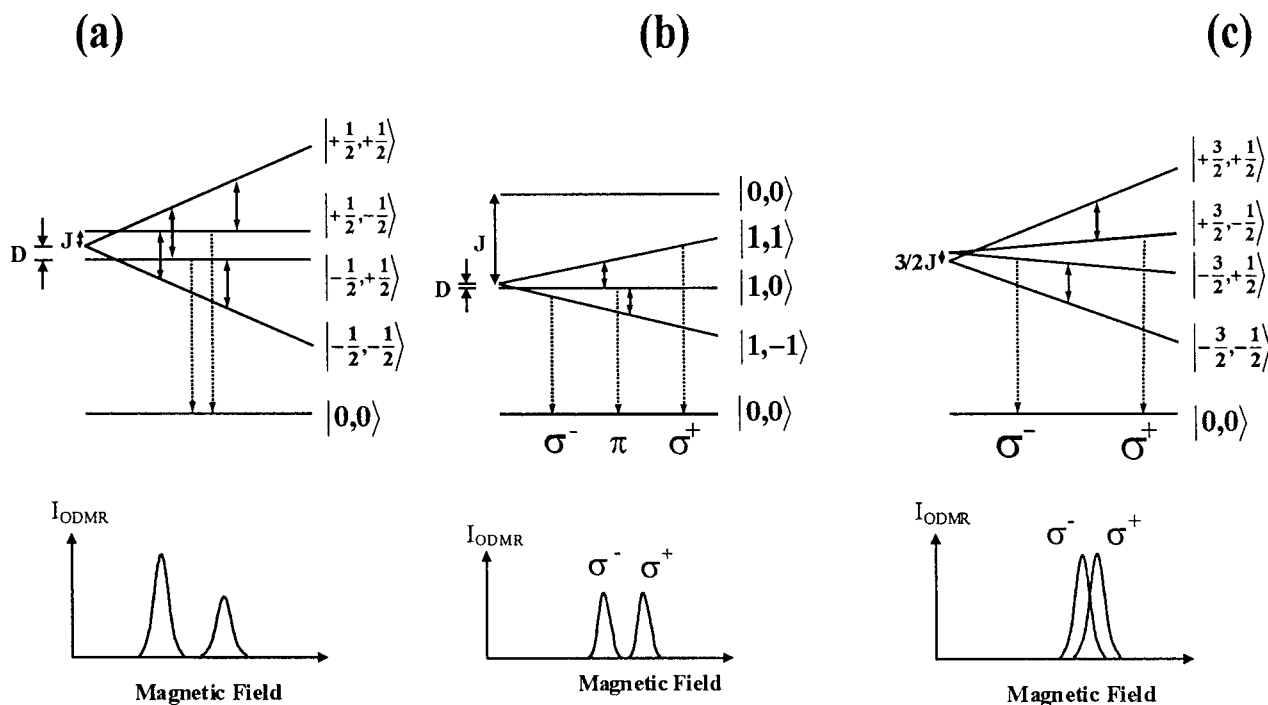 (a)
|+1/2,+1/2⟩
|+1/2,-1/2⟩
D
J
|-1/2,+1/2⟩
|-1/2,-1/2⟩
|0,0⟩
I_ODMR
Magnetic Field
(b)
|0,0⟩
J
|1,1⟩
D
|1,0⟩
|1,-1⟩
|0,0⟩
σ⁻ π σ⁺
I_ODMR
σ⁻ σ⁺
Magnetic Field
(c)
|+3/2,+1/2⟩
|+3/2,-1/2⟩
3/2J
|-3/2,+1/2⟩
|-3/2,-1/2⟩
|0,0⟩
σ⁻ σ⁺
I_ODMR
σ⁻ σ⁺
Magnetic Field